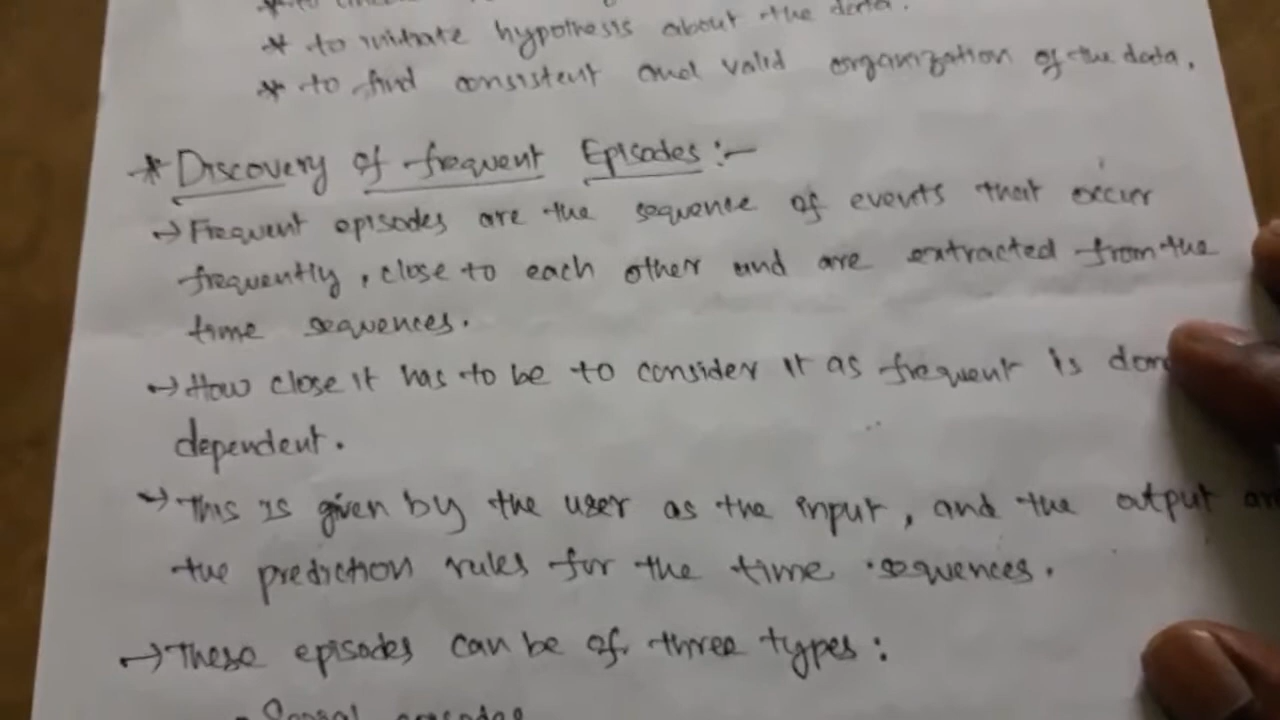 * to initiate hypothesis about the data.
* to find consistent and valid organization of the data.
* Discovery of frequent Episodes :-
→ Frequent episodes are the sequence of events that occur
frequently, close to each other and are extracted from the
time sequences.
→ How close it has to be to consider it as frequent is
dependent.
→ This is given by the user as the input, and the output
the prediction rules for the time sequences.
→ These episodes can be of three types :
episodes